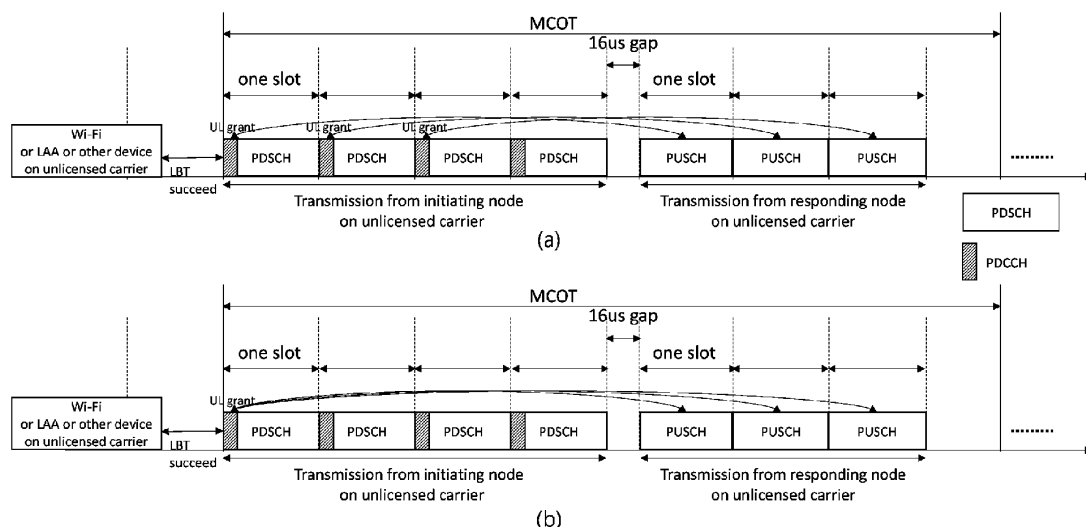 MCOT
16us gap
one slot
one slot
UL grant
UL grant
UL grant
Wi-Fi
or LAA or other device
on unlicensed carrier
LBT
succeed
PDSCH
PDSCH
PDSCH
PDSCH
PUSCH
PUSCH
PUSCH
Transmission from initiating node
on unlicensed carrier
Transmission from responding node
on unlicensed carrier
(a)
PDSCH
PDCCH
MCOT
16us gap
one slot
one slot
UL grant
Wi-Fi
or LAA or other device
on unlicensed carrier
LBT
succeed
PDSCH
PDSCH
PDSCH
PDSCH
PUSCH
PUSCH
PUSCH
Transmission from initiating node
on unlicensed carrier
Transmission from responding node
on unlicensed carrier
(b)